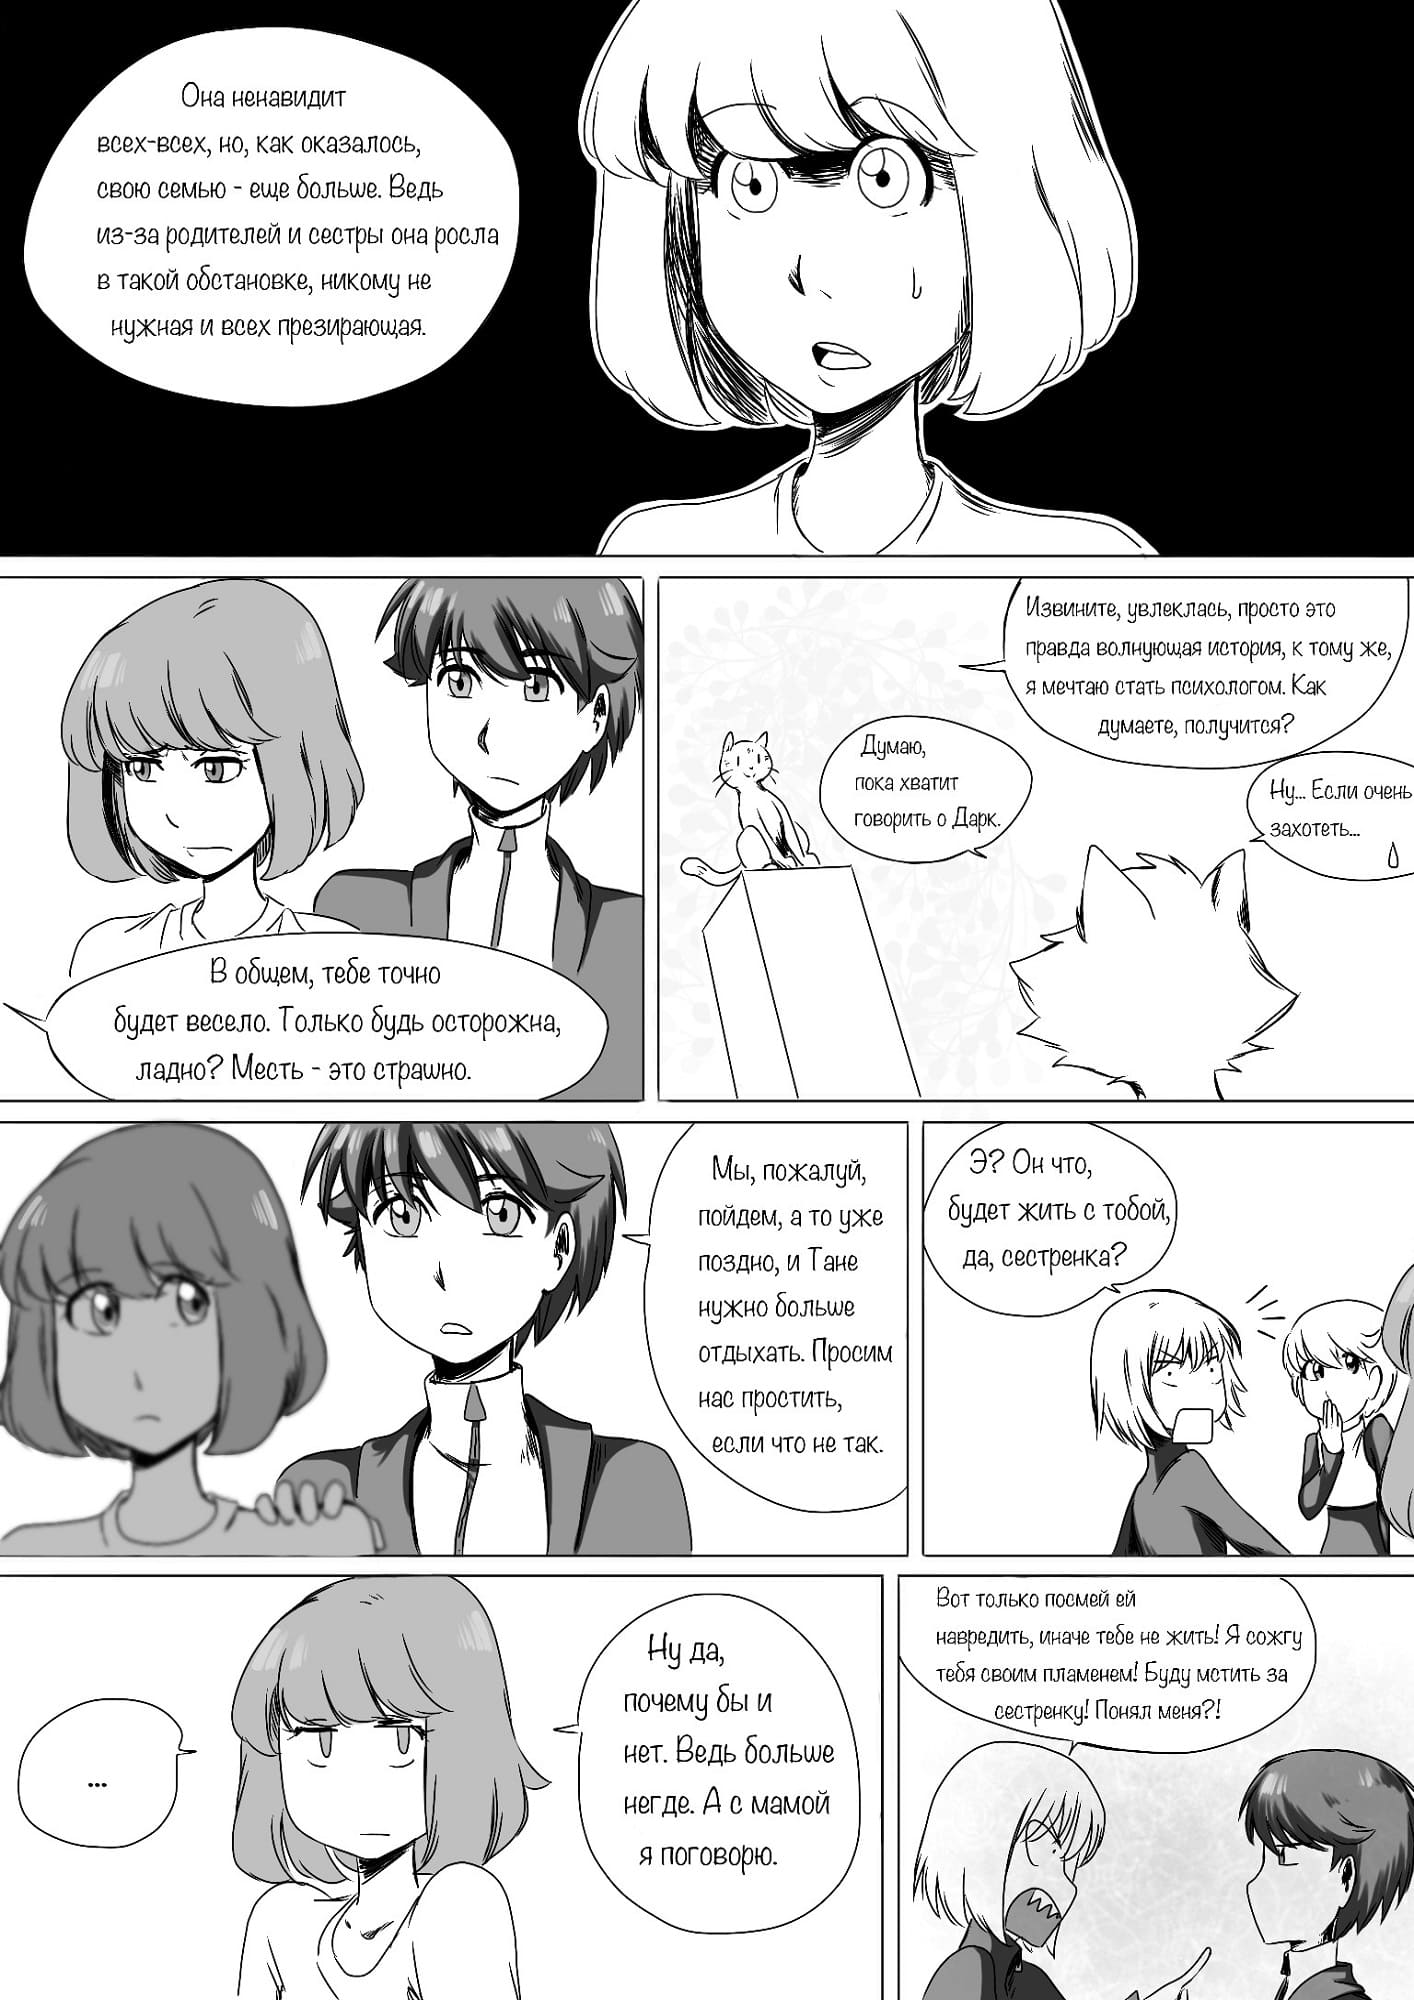 Она ненавидит
всех-всех, но, как оказалось,
свою семью - еще больше. Ведь
из-за родителей и сестры она росла
в такой обстановке, никому не
нужная и всех презирающая.
В общем, тебе точно
будет весело. Только будь осторожна,
ладно? Месть - это страшно.
Извините, увлеклась, просто это
правда волнующая история, к тому же,
я мечтаю стать психологом. Как
думаете, получится?
Думаю,
пока хватит
говорить о Дарк.
Ну... Если очень
захотеть...
Мы, пожалуй,
пойдем, а то уже
поздно, и Тане
нужно больше
отдыхать. Просим
нас простить,
если что не так.
Э? Он что,
будет жить с тобой,
да, сестренка?
...
Ну да,
почему бы и
нет. Ведь больше
негде. А с мамой
я поговорю.
Вот только посмей ей
навредить, иначе тебе не жить! Я сожгу
тебя своим пламенем! Буду мстить за
сестренку! Понял меня?!